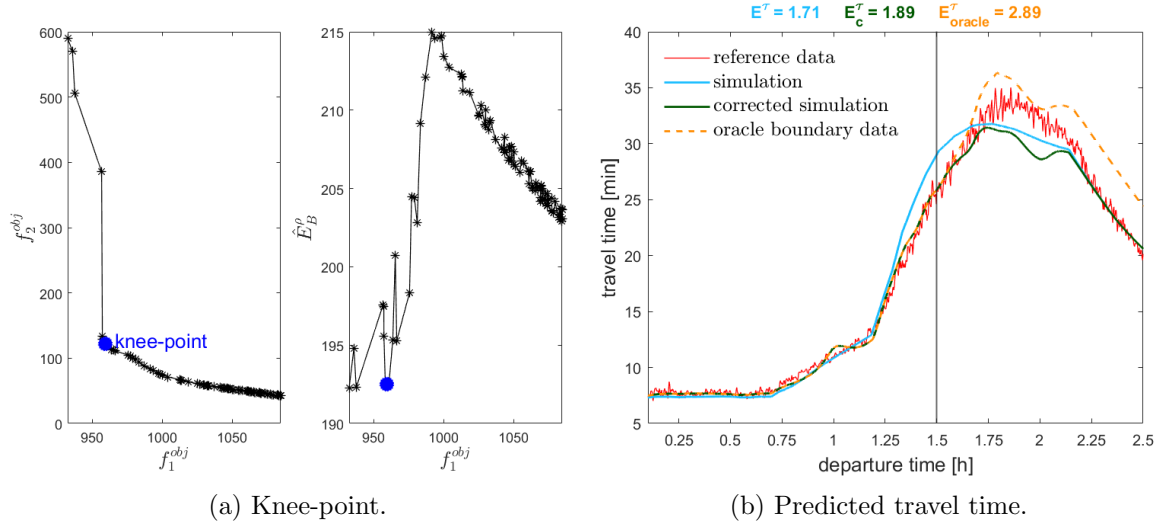 E^τ = 1.71 E_c^τ = 1.89 E_oracle^τ = 2.89
600
500
400
300
200
100
0
f_2^obj
knee-point
950 1000 1050
f_1^obj
215
210
205
200
195
190
Ê_B^ρ
950 1000 1050
f_1^obj
40
35
30
25
20
15
10
5
travel time [min]
reference data
simulation
corrected simulation
oracle boundary data
0.25 0.5 0.75 1 1.25 1.5 1.75 2 2.25 2.5
departure time [h]
(a) Knee-point.
(b) Predicted travel time.